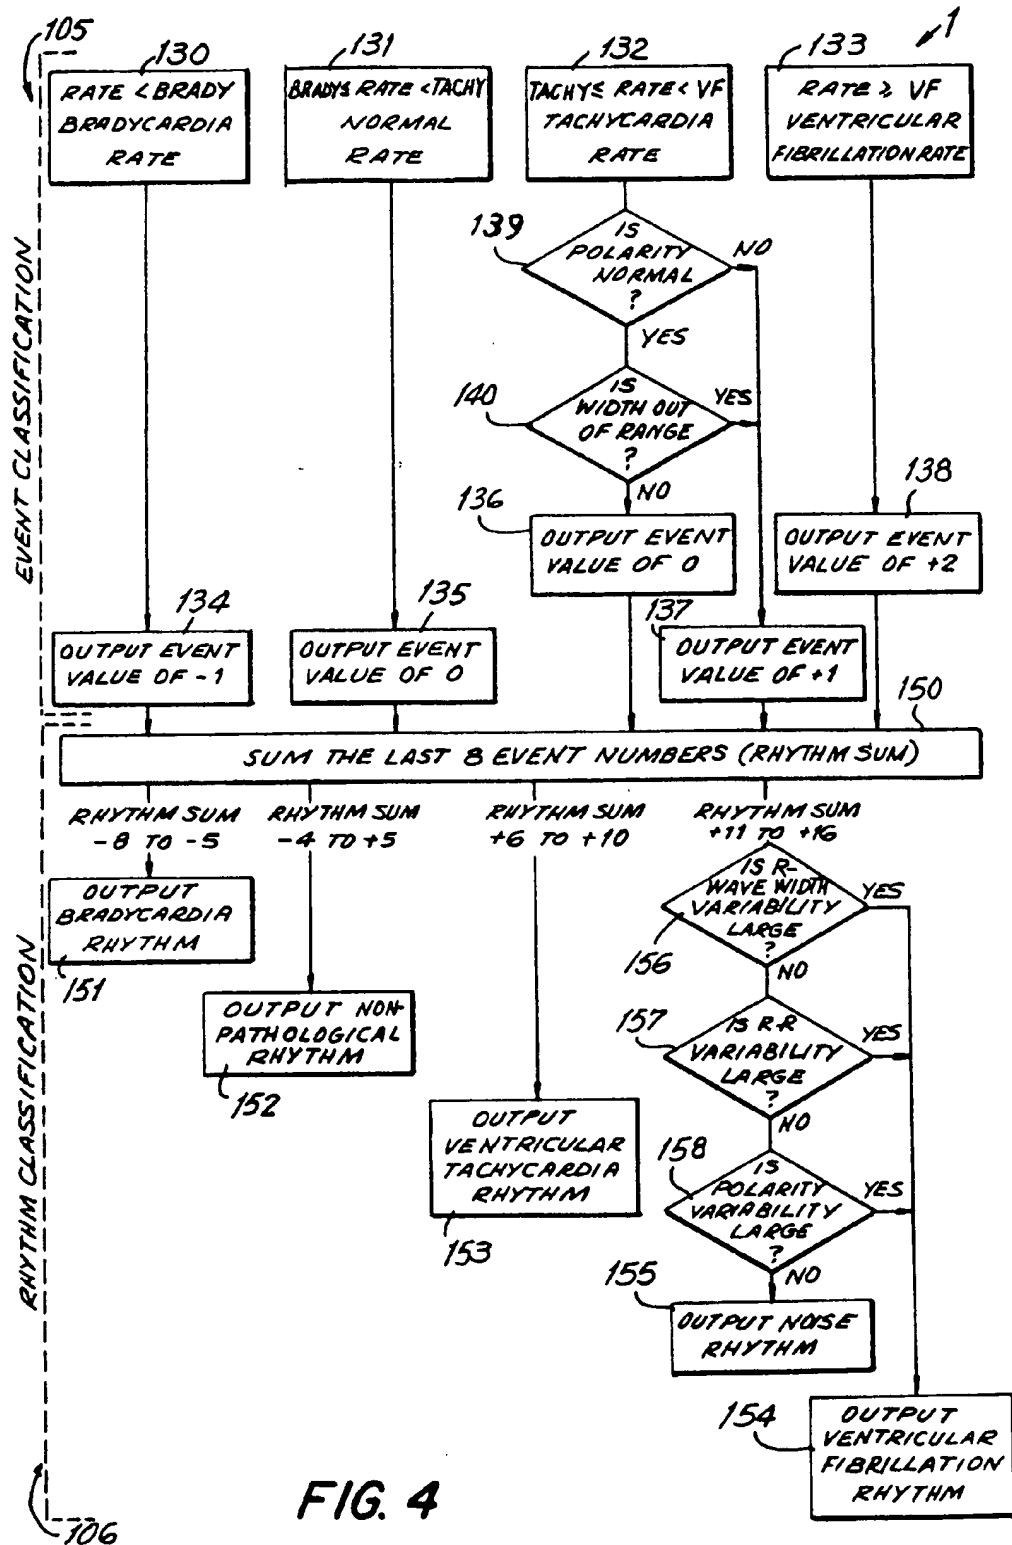 105
1
130
131
132
133
RATE < BRADY
BRADYCARDIA
RATE
BRADY ≤ RATE < TACHY
NORMAL
RATE
TACHY ≤ RATE < VF
TACHYCARDIA
RATE
RATE ≥ VF
VENTRICULAR
FIBRILLATION RATE
EVENT CLASSIFICATION
139
IS
POLARITY
NORMAL
?
NO
YES
140
IS
WIDTH OUT
OF RANGE
?
YES
NO
136
OUTPUT EVENT
VALUE OF 0
138
OUTPUT EVENT
VALUE OF +2
134
OUTPUT EVENT
VALUE OF -1
135
OUTPUT EVENT
VALUE OF 0
137
OUTPUT EVENT
VALUE OF +1
150
SUM THE LAST 8 EVENT NUMBERS (RHYTHM SUM)
RHYTHM SUM
-8 TO -5
RHYTHM SUM
-4 TO +5
RHYTHM SUM
+6 TO +10
RHYTHM SUM
+11 TO +16
RHYTHM CLASSIFICATION
OUTPUT
BRADYCARDIA
RHYTHM
151
OUTPUT NON-
PATHOLOGICAL
RHYTHM
152
OUTPUT
VENTRICULAR
TACHYCARDIA
RHYTHM
153
IS R-
WAVE WIDTH
VARIABILITY
LARGE
?
YES
156
NO
157
IS R-R
VARIABILITY
LARGE
?
YES
NO
158
IS
POLARITY
VARIABILITY
LARGE
?
YES
NO
155
OUTPUT NOISE
RHYTHM
154
OUTPUT
VENTRICULAR
FIBRILLATION
RHYTHM
FIG. 4
106